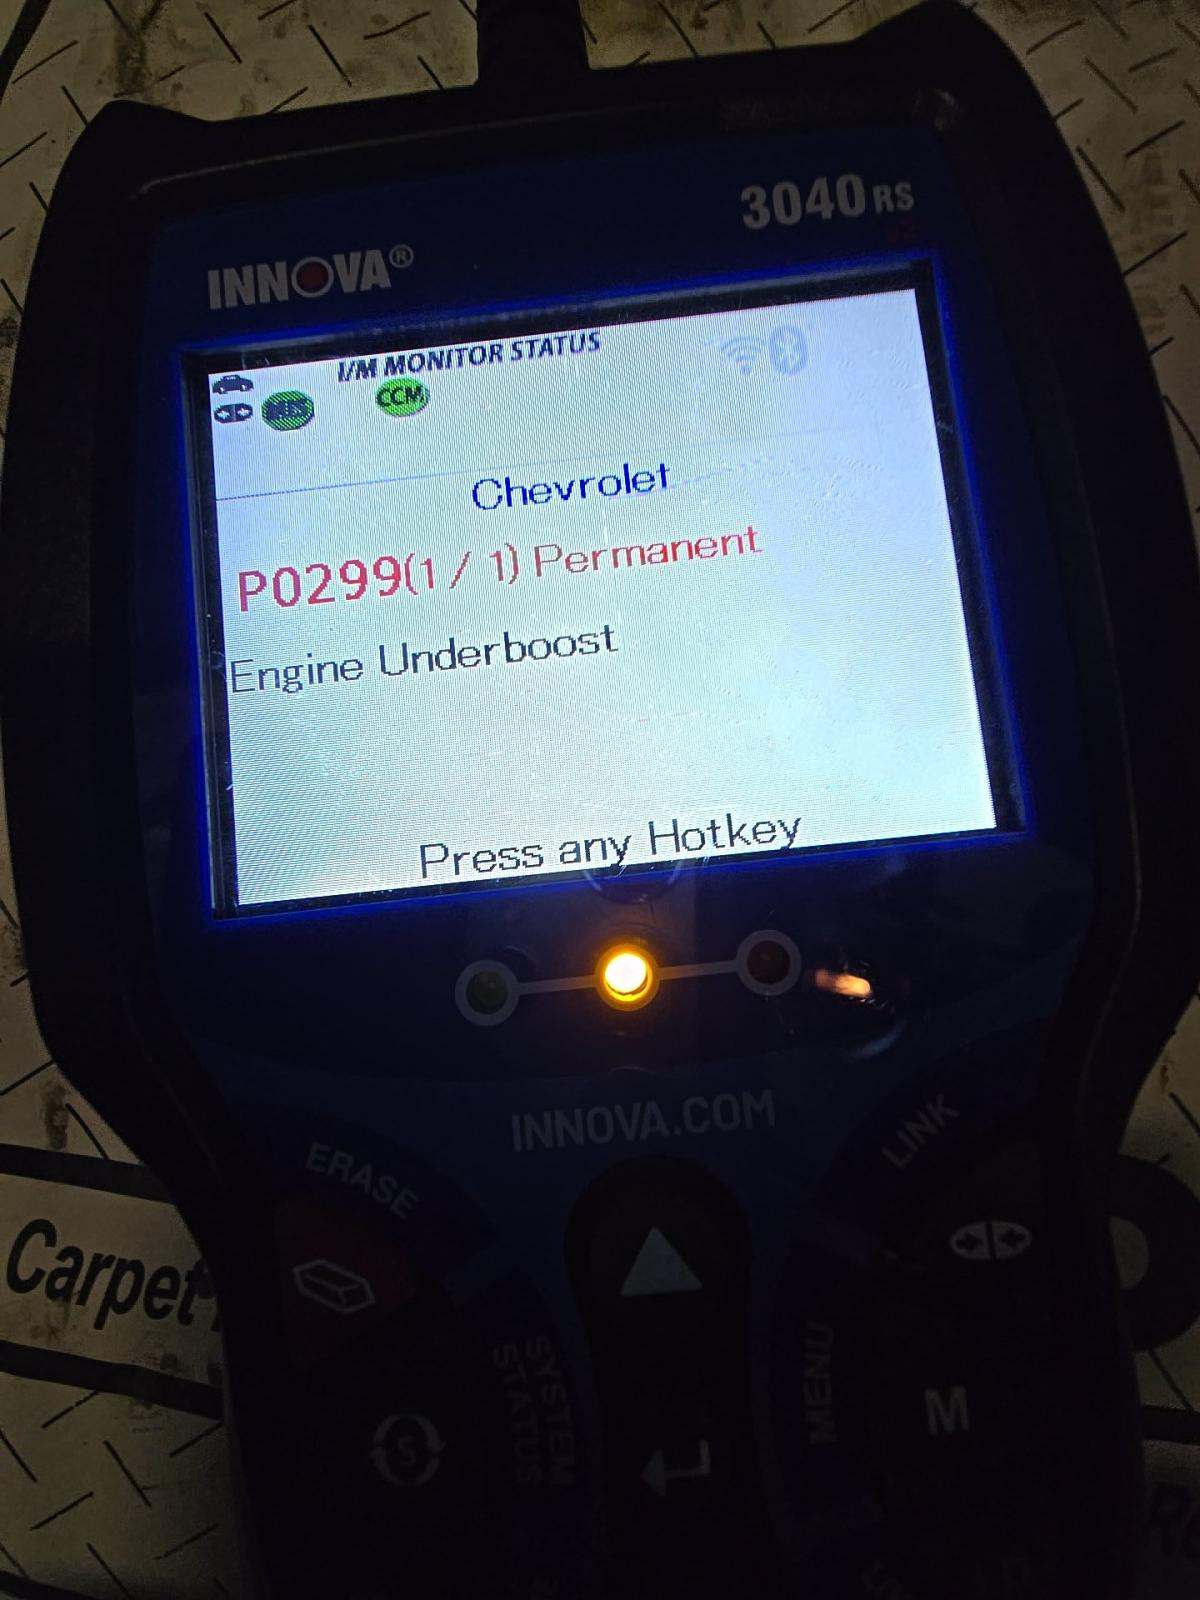 3040RS
INNOVA®
I/M MONITOR STATUS
MIS CCM
Chevrolet
P0299(1 / 1) Permanent
Engine Underboost
Press any Hotkey
INNOVA.COM
ERASE
LINK
Carpet
SYSTEM
STATUS
S
MENU
M